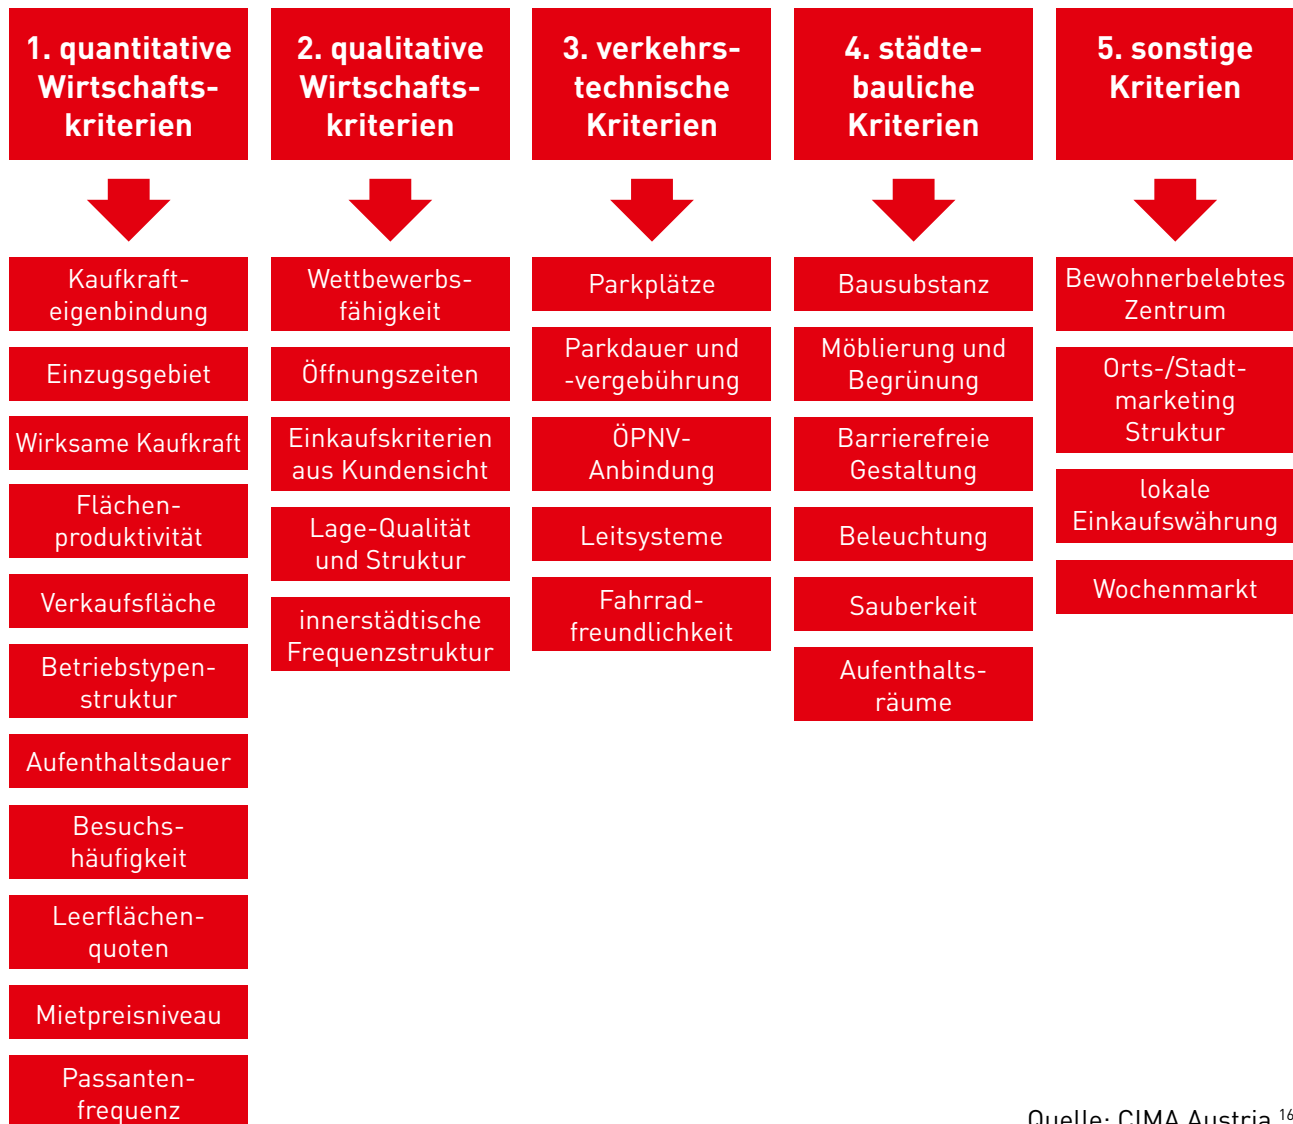 1. quantitative
Wirtschafts-
kriterien
Kaufkraft-
eigenbindung
Einzugsgebiet
Wirksame Kaufkraft
Flächen-
produktivität
Verkaufsfläche
Betriebstypen-
struktur
Aufenthaltsdauer
Besuchs-
häufigkeit
Leerflächen-
quoten
Mietpreisniveau
Passanten-
frequenz
2. qualitative
Wirtschafts-
kriterien
Wettbewerbs-
fähigkeit
Öffnungszeiten
Einkaufskriterien
aus Kundensicht
Lage-Qualität
und Struktur
innerstädtische
Frequenzstruktur
3. verkehrs-
technische
Kriterien
Parkplätze
Parkdauer und
-vergebührung
ÖPNV-
Anbindung
Leitsysteme
Fahrrad-
freundlichkeit
4. städte-
bauliche
Kriterien
Bausubstanz
Möblierung und
Begrünung
Barrierefreie
Gestaltung
Beleuchtung
Sauberkeit
Aufenthalts-
räume
5. sonstige
Kriterien
Bewohnerbelebtes
Zentrum
Orts-/Stadt-
marketing
Struktur
lokale
Einkaufswährung
Wochenmarkt
Quelle: CIMA Austria 16